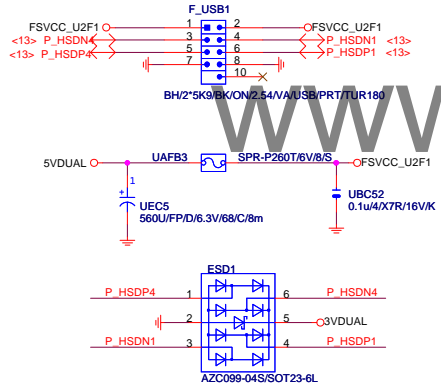 F_USB1
FSVCC_U2F1 1 2 FSVCC_U2F1
<13> P_HSDN4 3 4 P_HSDN1 <13>
<13> P_HSDP4 5 6 P_HSDP1 <13>
7 8
10
BH/2*5K9/BK/ON/2.54/VA/USB/PRT/TUR180
WWW
5VDUAL UAFB3 SPR-P260T/6V/8/S FSVCC_U2F1
1
+
UEC5
560U/FP/D/6.3V/68/C/8m
UBC52
0.1u/4/X7R/16V/K
ESD1
P_HSDP4 1 6 P_HSDN4
2 5 3VDUAL
P_HSDN1 3 4 P_HSDP1
AZC099-04S/SOT23-6L